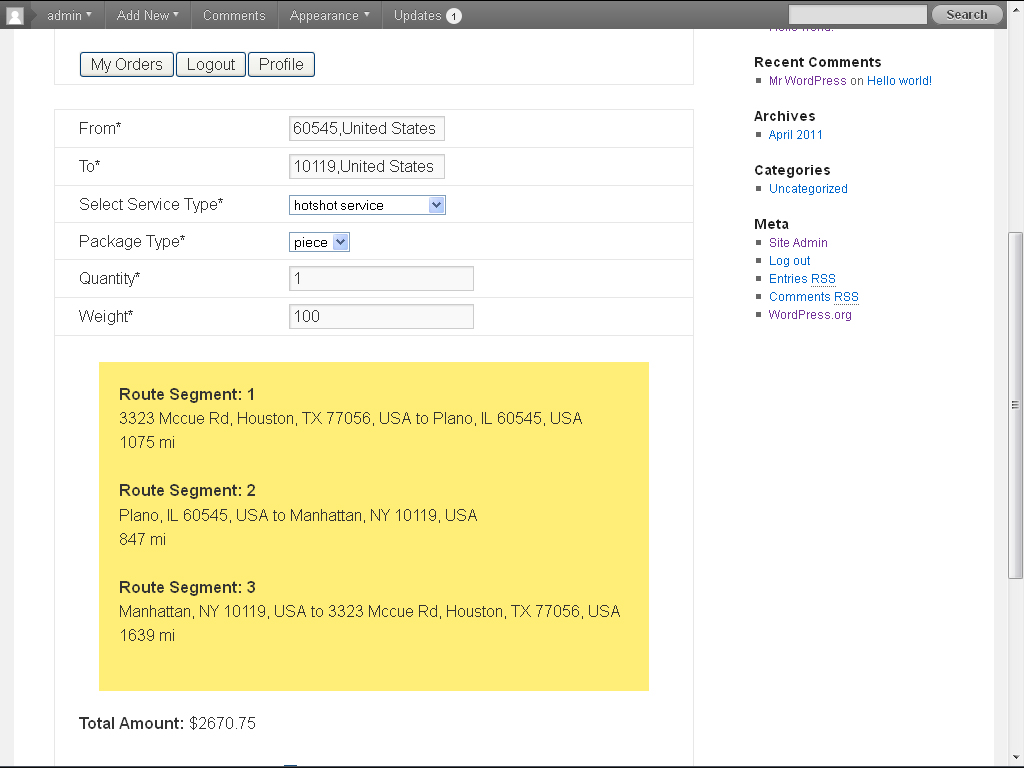 admin Add New Comments Appearance Updates 1 Search
My Orders Logout Profile
From* 60545,United States
To* 10119,United States
Select Service Type* hotshot service
Package Type* piece
Quantity* 1
Weight* 100
Route Segment: 1
3323 Mccue Rd, Houston, TX 77056, USA to Plano, IL 60545, USA
1075 mi
Route Segment: 2
Plano, IL 60545, USA to Manhattan, NY 10119, USA
847 mi
Route Segment: 3
Manhattan, NY 10119, USA to 3323 Mccue Rd, Houston, TX 77056, USA
1639 mi
Total Amount: $2670.75
Recent Comments
Mr WordPress on Hello world!
Archives
April 2011
Categories
Uncategorized
Meta
Site Admin
Log out
Entries RSS
Comments RSS
WordPress.org